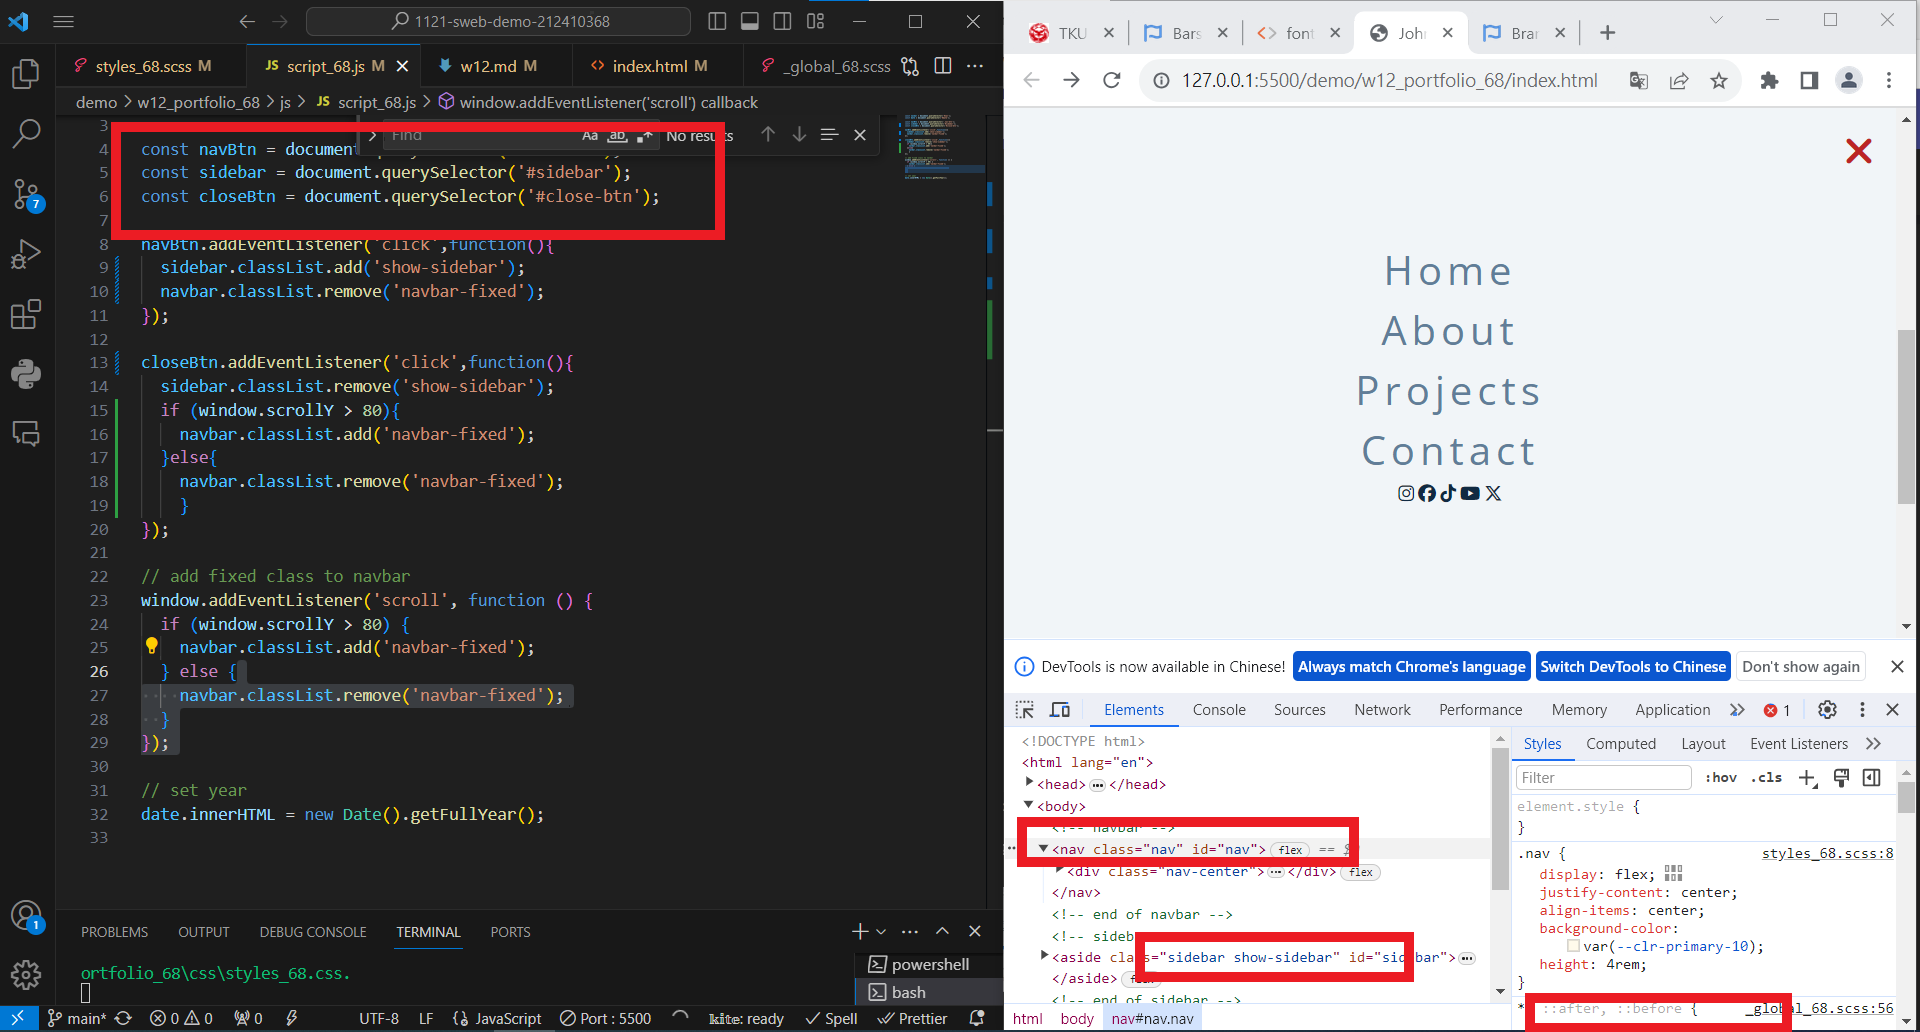 1121-sweb-demo-212410368
styles_68.scss M
JS script_68.js M
w12.md M
index.html M
_global_68.scss
demo > w12_portfolio_68 > js > JS script_68.js > window.addEventListener('scroll') callback
Find
Aa ab No results
3
4 const navBtn = document
5 const sidebar = document.querySelector('#sidebar');
6 const closeBtn = document.querySelector('#close-btn');
7
8 navBtn.addEventListener('click',function(){
9 sidebar.classList.add('show-sidebar');
10 navbar.classList.remove('navbar-fixed');
11 });
12
13 closeBtn.addEventListener('click',function(){
14 sidebar.classList.remove('show-sidebar');
15 if (window.scrollY > 80){
16 navbar.classList.add('navbar-fixed');
17 }else{
18 navbar.classList.remove('navbar-fixed');
19 }
20 });
21
22 // add fixed class to navbar
23 window.addEventListener('scroll', function () {
24 if (window.scrollY > 80) {
25 navbar.classList.add('navbar-fixed');
26 } else {
27 navbar.classList.remove('navbar-fixed');
28 }
29 });
30
31 // set year
32 date.innerHTML = new Date().getFullYear();
33
7
1
PROBLEMS OUTPUT DEBUG CONSOLE TERMINAL PORTS
ortfolio_68\css\styles_68.css.
powershell
bash
main* 0 0 0 UTF-8 LF {} JavaScript Port : 5500 kite: ready Spell Prettier
TKU
Bars
font
John
Brar
127.0.0.1:5500/demo/w12_portfolio_68/index.html
Home
About
Projects
Contact
DevTools is now available in Chinese! Always match Chrome's language Switch DevTools to Chinese Don't show again
Elements Console Sources Network Performance Memory Application 1
<!DOCTYPE html>
<html lang="en">
<head> </head>
<body>
<!-- navbar -->
<nav class="nav" id="nav"> flex == $
<div class="nav-center"> </div> flex
</nav>
<!-- end of navbar -->
<!-- sideb
<aside class="sidebar show-sidebar" id="sidebar">
</aside> flex
<!-- end of sidebar -->
html body nav#nav.nav
Styles Computed Layout Event Listeners
Filter :hov .cls
element.style {
}
.nav { styles_68.scss:8
display: flex;
justify-content: center;
align-items: center;
background-color:
var(--clr-primary-10);
height: 4rem;
}
* ::after, ::before { _global_68.scss:56